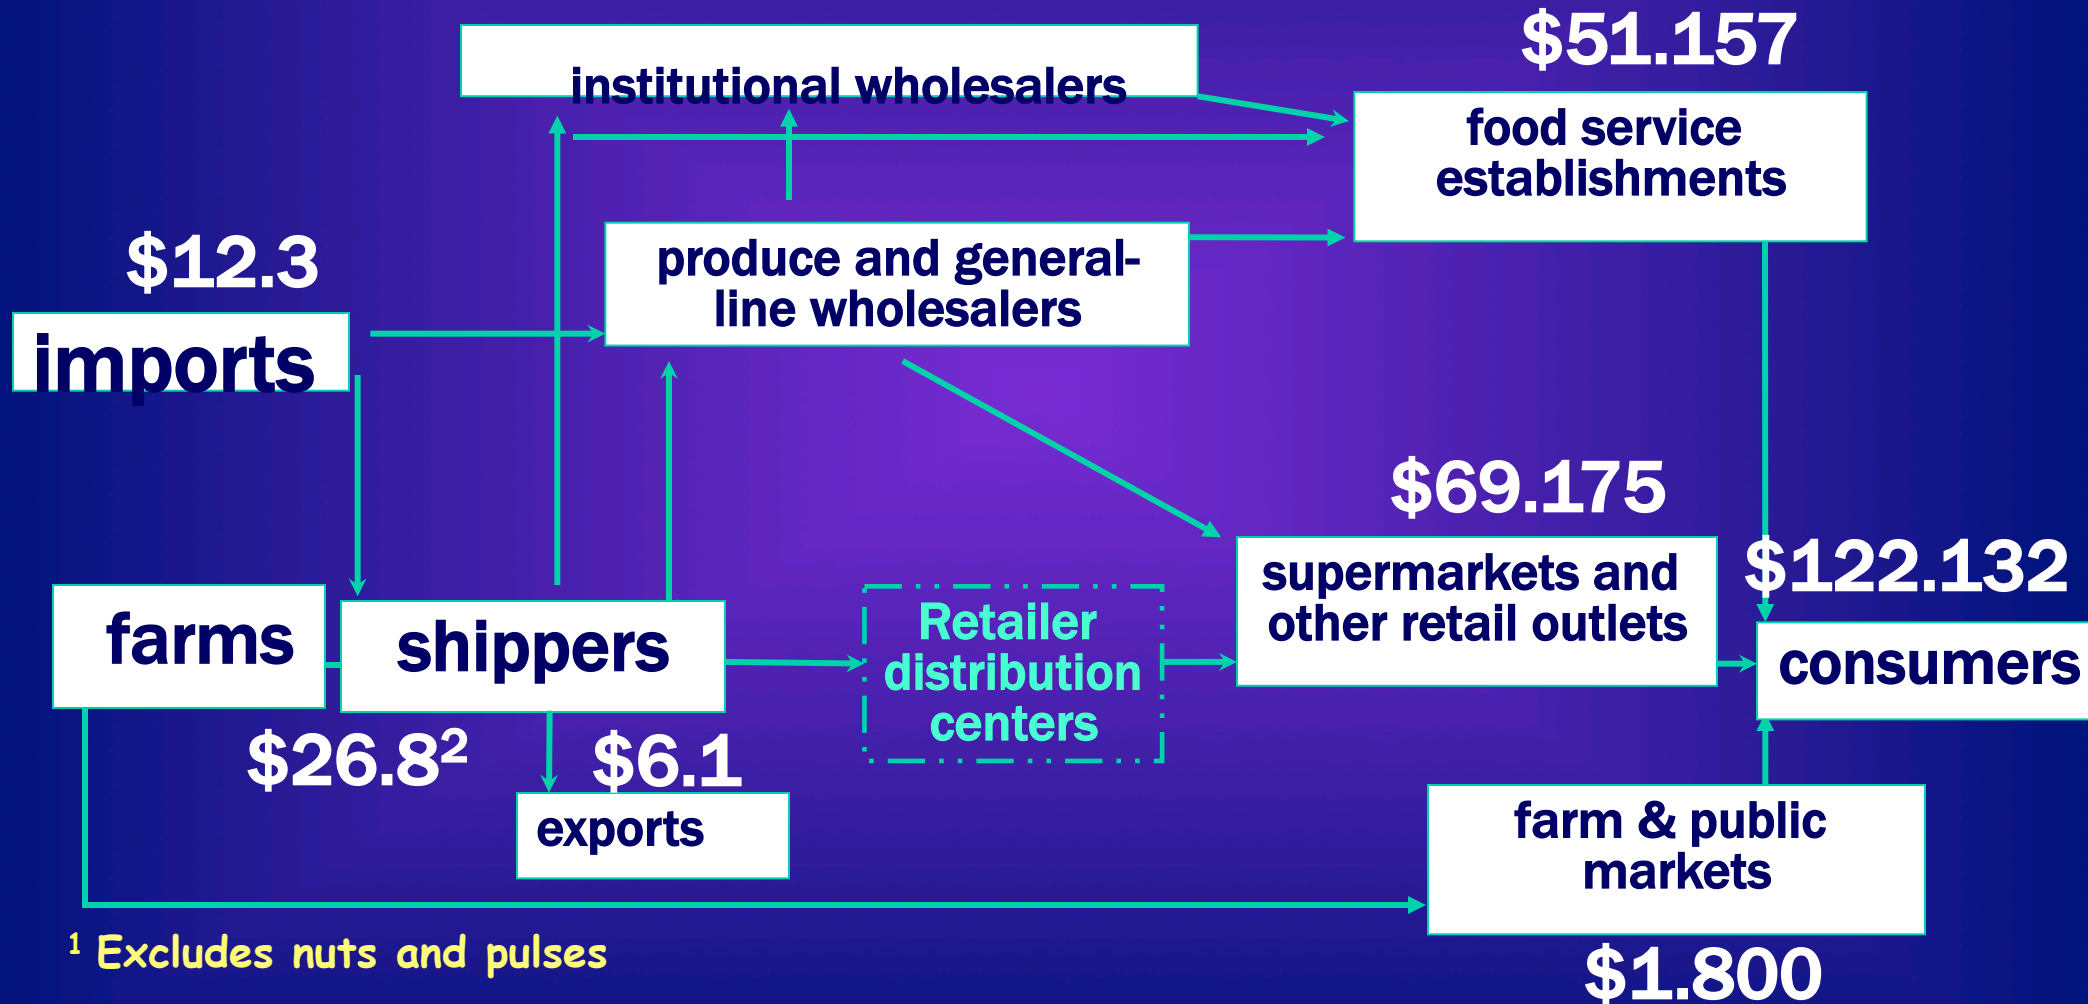 $51.157
institutional wholesalers
food service
establishments
$12.3
produce and general-
line wholesalers
imports
$69.175
supermarkets and
other retail outlets
$122.132
farms
shippers
Retailer
distribution
centers
consumers
$26.8²
$6.1
exports
farm & public
markets
¹ Excludes nuts and pulses
$1.800